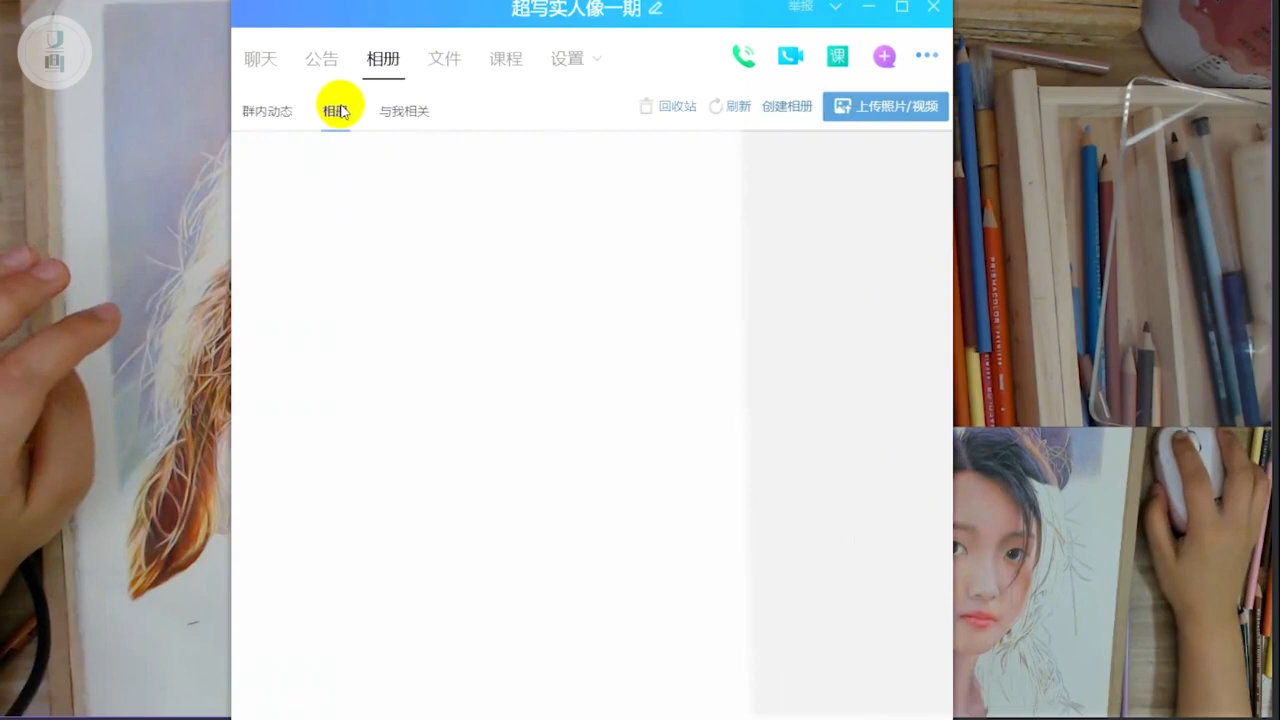 超写实人像一期
举报
聊天 公告 相册 文件 课程 设置
课
群内动态 相册 与我相关
回收站 刷新 创建相册 上传照片/视频
PRISMACOLOR PREMIER